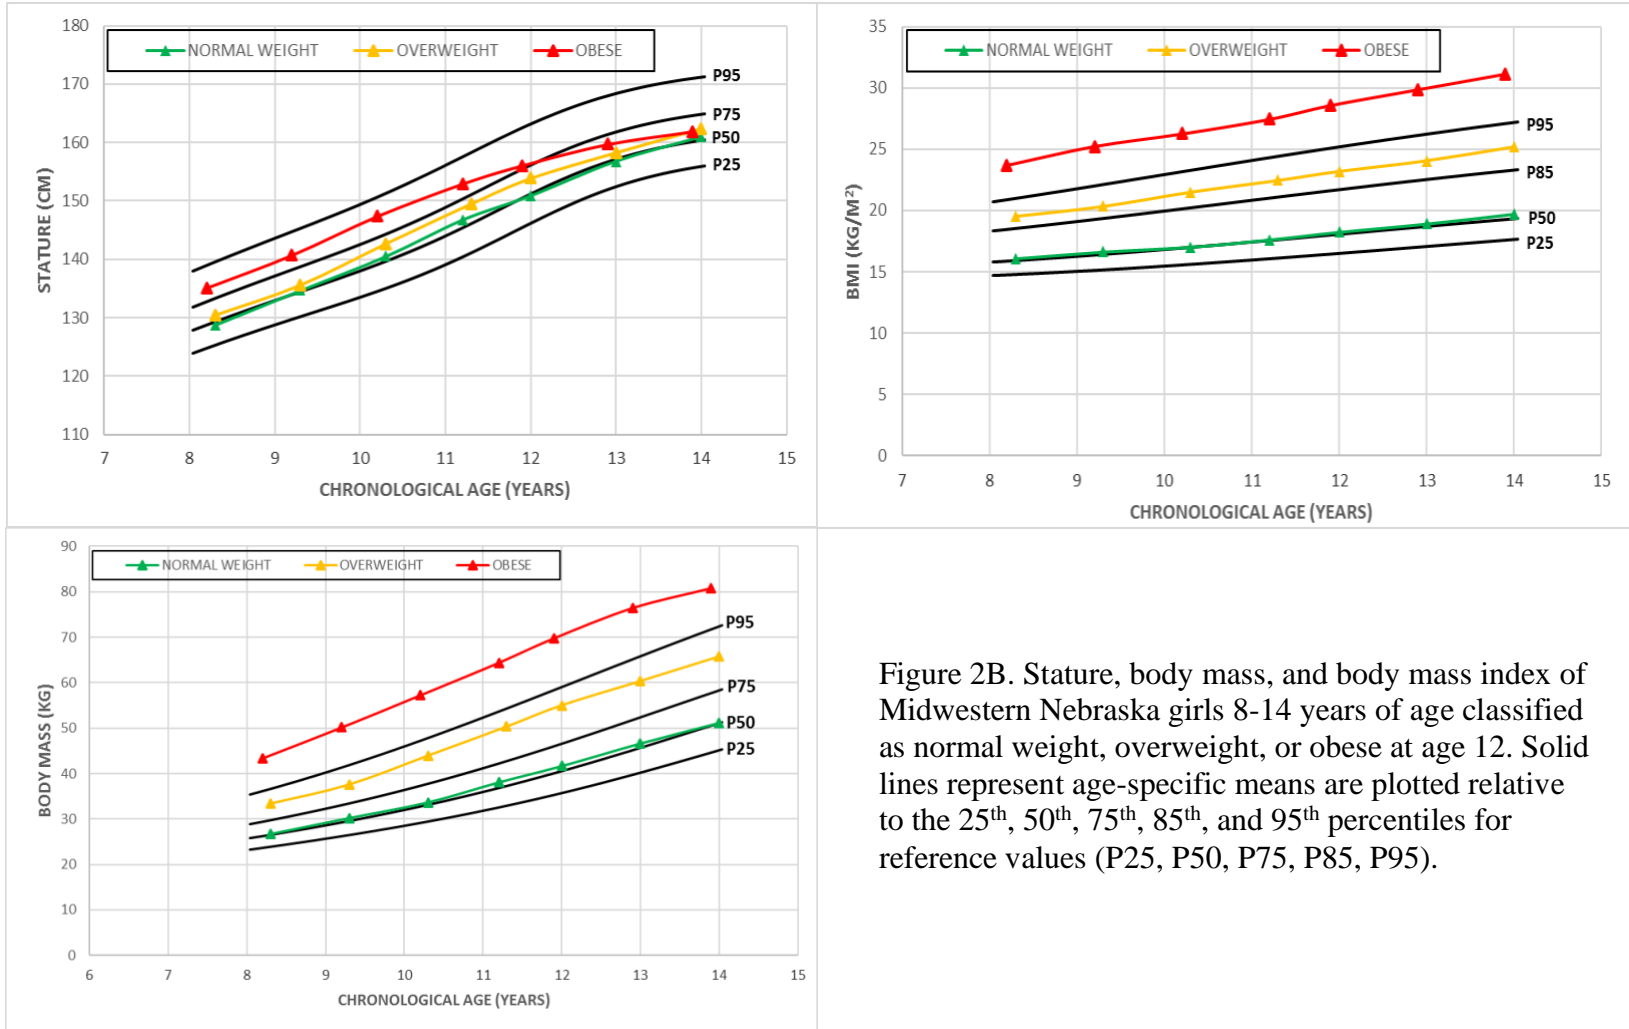 NORMAL WEIGHT OVERWEIGHT OBESE
180
170
160
150
140
130
120
110
STATURE (CM)
P95
P75
P50
P25
7 8 9 10 11 12 13 14 15
CHRONOLOGICAL AGE (YEARS)
NORMAL WEIGHT OVERWEIGHT OBESE
35
30
25
20
15
10
5
0
BMI (KG/M²)
P95
P85
P50
P25
7 8 9 10 11 12 13 14 15
CHRONOLOGICAL AGE (YEARS)
NORMAL WEIGHT OVERWEIGHT OBESE
90
80
70
60
50
40
30
20
10
0
BODY MASS (KG)
P95
P75
P50
P25
6 7 8 9 10 11 12 13 14 15
CHRONOLOGICAL AGE (YEARS)
Figure 2B. Stature, body mass, and body mass index of
Midwestern Nebraska girls 8-14 years of age classified
as normal weight, overweight, or obese at age 12. Solid
lines represent age-specific means are plotted relative
to the 25th, 50th, 75th, 85th, and 95th percentiles for
reference values (P25, P50, P75, P85, P95).